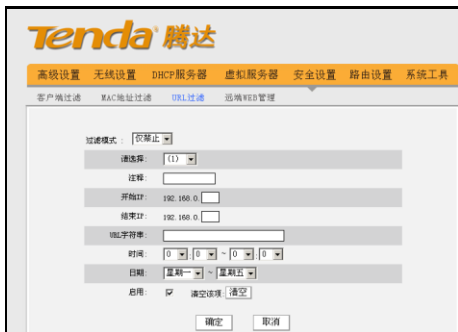 Tenda 腾达
高级设置 无线设置 DHCP服务器 虚拟服务器 安全设置 路由设置 系统工具
客户端过滤 MAC地址过滤 URL过滤 远端WEB管理
过滤模式： 仅禁止
请选择： (1)
注释：
开始IP： 192.168.0.
结束IP： 192.168.0.
URL字符串：
时间： 0 : 0 ~ 0 : 0
日期： 星期一 ~ 星期五
启用： 清空该项： 清空
确定 取消